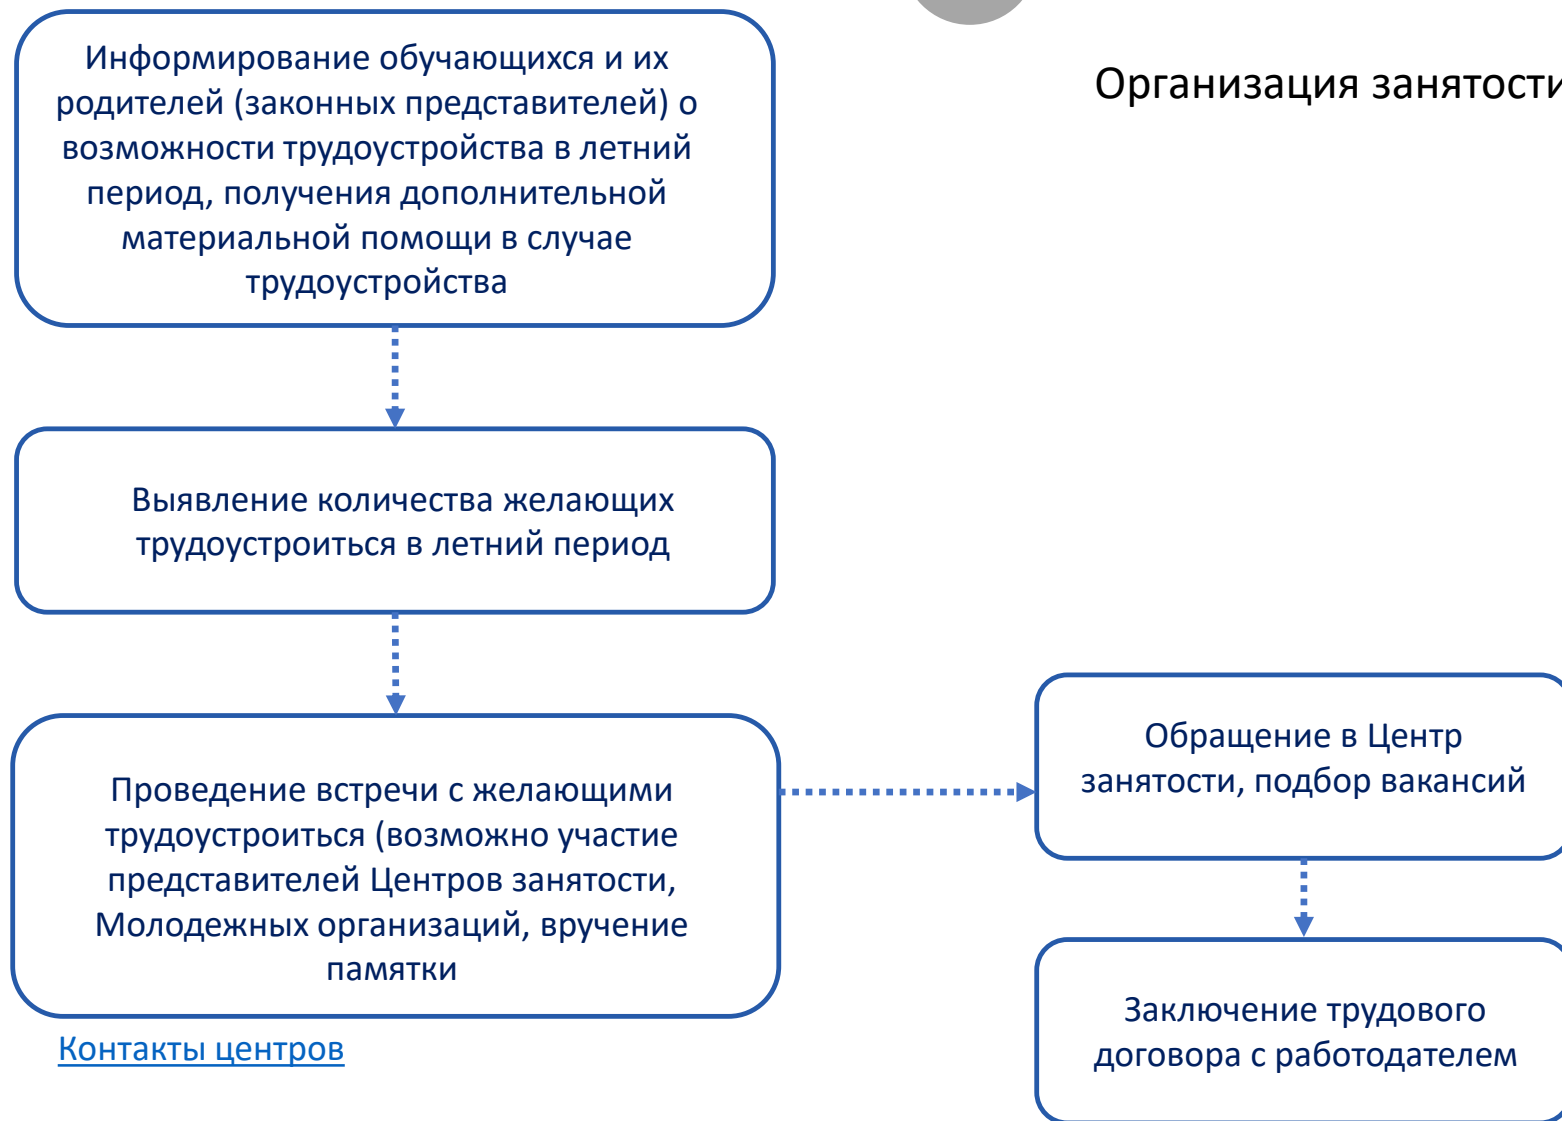 Организация занятости
Информирование обучающихся и их
родителей (законных представителей) о
возможности трудоустройства в летний
период, получения дополнительной
материальной помощи в случае
трудоустройства
Выявление количества желающих
трудоустроиться в летний период
Проведение встречи с желающими
трудоустроиться (возможно участие
представителей Центров занятости,
Молодежных организаций, вручение
памятки
Контакты центров
Обращение в Центр
занятости, подбор вакансий
Заключение трудового
договора с работодателем